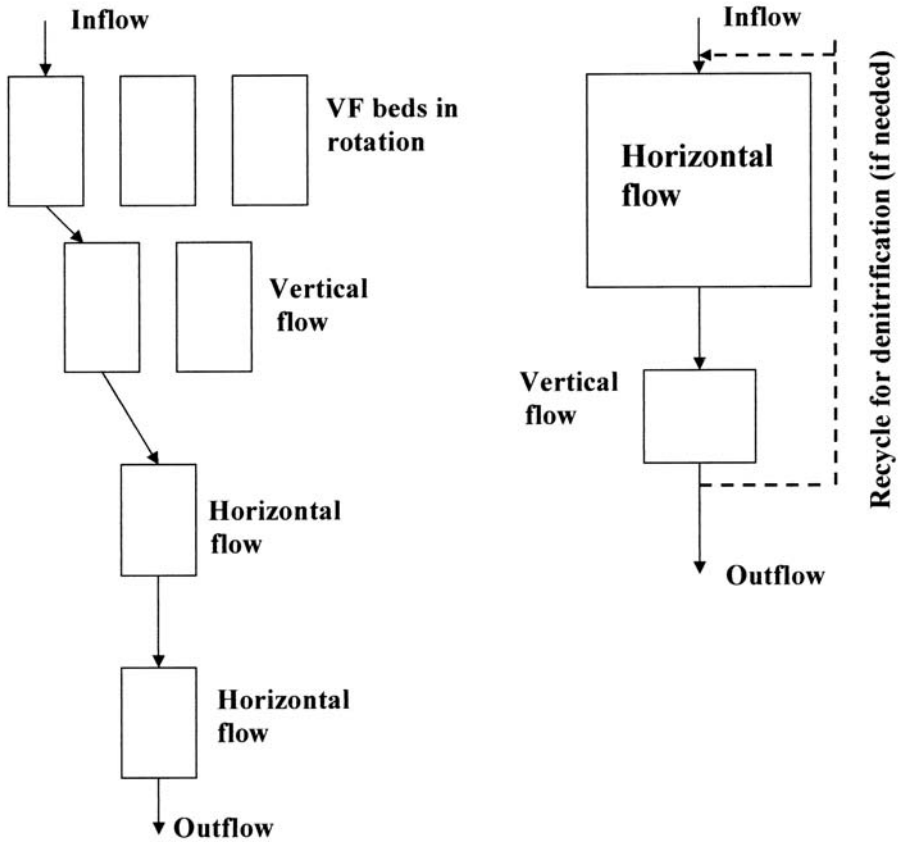 Inflow
VF beds in
rotation
Vertical
flow
Horizontal
flow
Horizontal
flow
Outflow
Inflow
Horizontal
flow
Vertical
flow
Outflow
Recycle for denitrification (if needed)